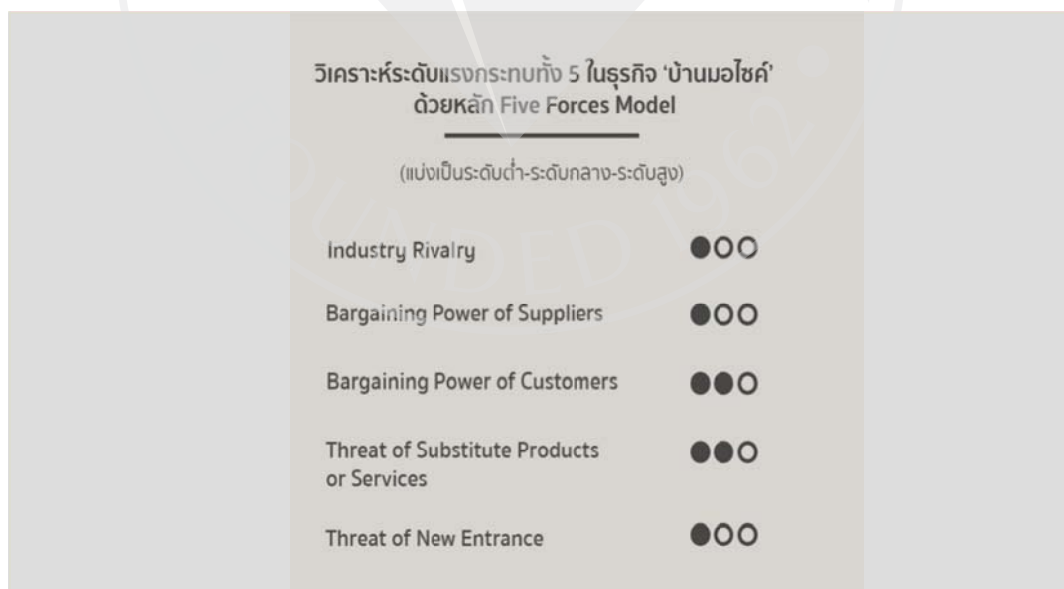 วิเคราะห์ระดับแรงกระทบทั้ง 5 ในธุรกิจ ‘บ้านมอไซค์’
ด้วยหลัก Five Forces Model
(แบ่งเป็นระดับต่ำ-ระดับกลาง-ระดับสูง)
Industry Rivalry
Bargaining Power of Suppliers
Bargaining Power of Customers
Threat of Substitute Products
or Services
Threat of New Entrance